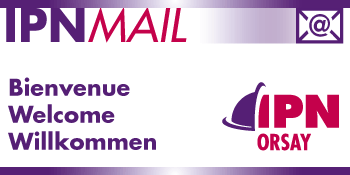 IPNMAIL
@
Bienvenue
Welcome
Willkommen
IPN
ORSAY